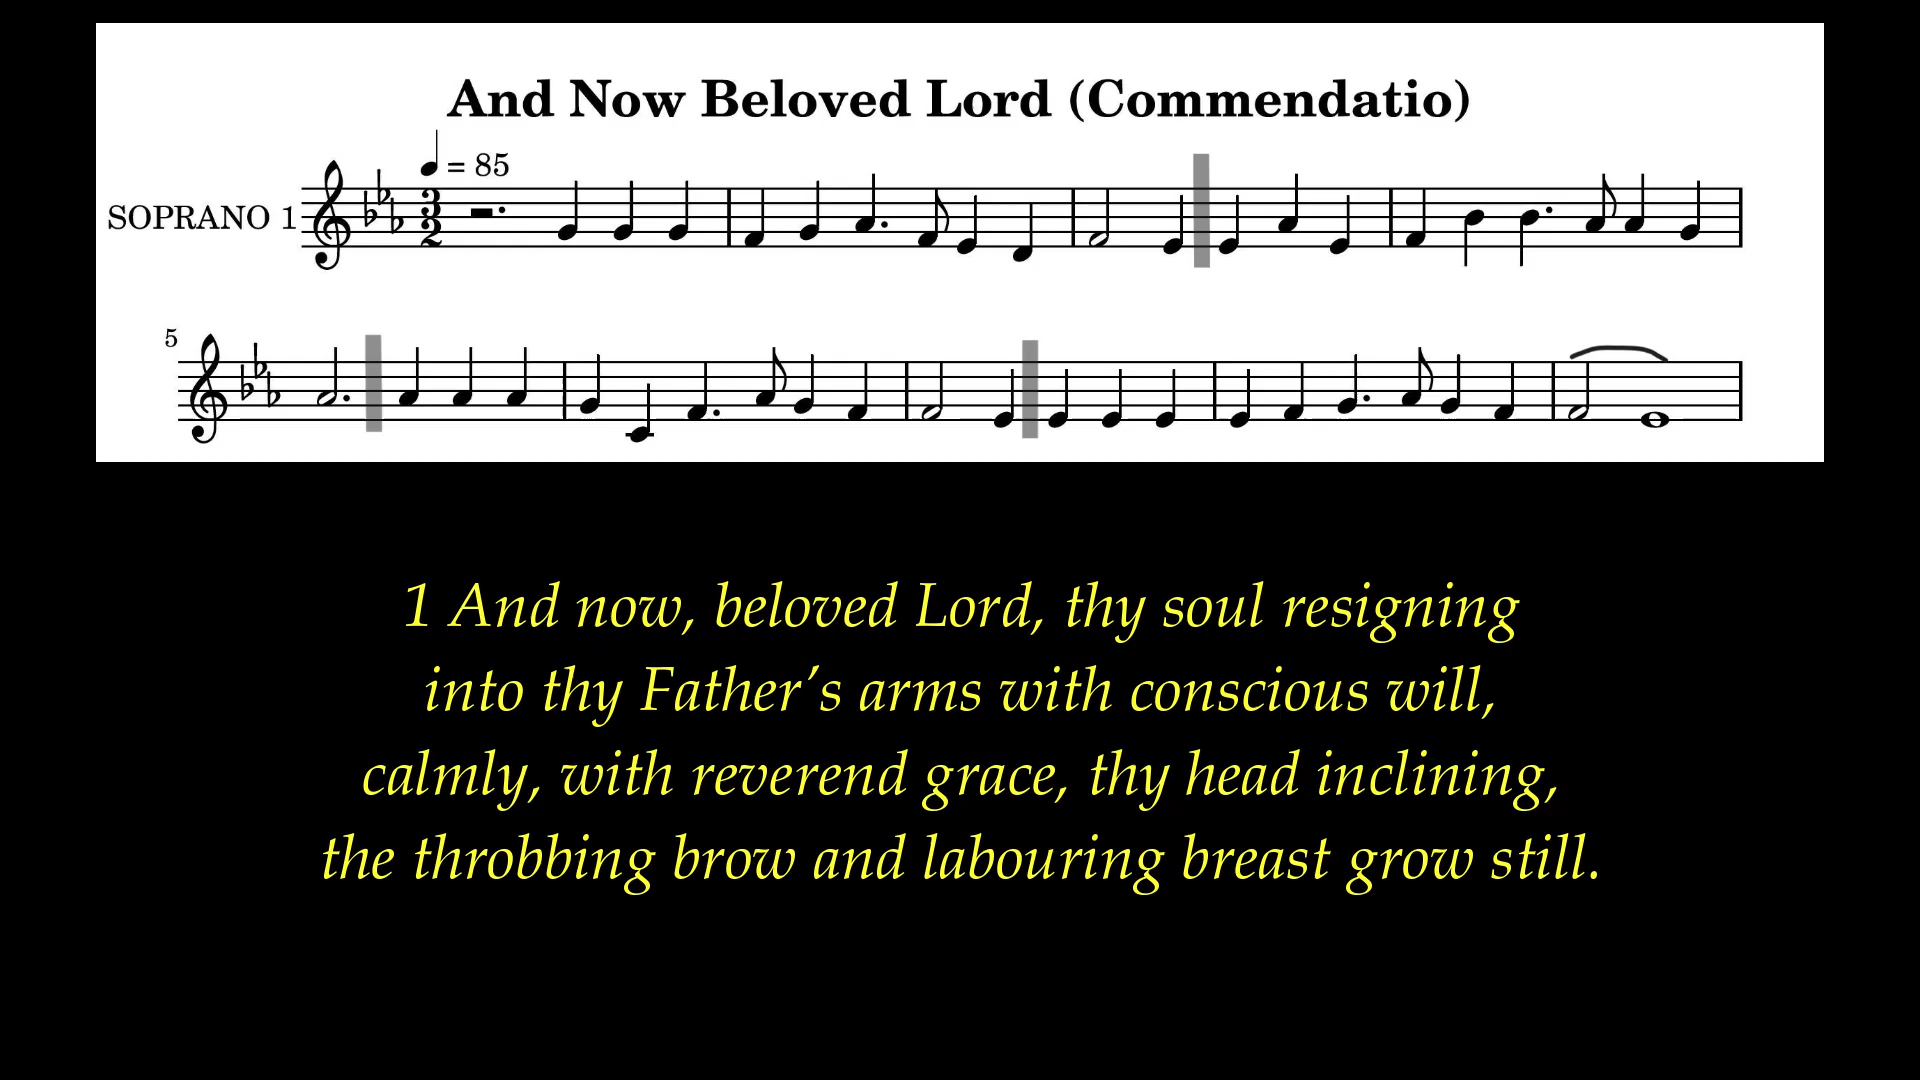 And Now Beloved Lord (Commendatio)
♩ = 85
SOPRANO 1
3
2
5
1 And now, beloved Lord, thy soul resigning
into thy Father’s arms with conscious will,
calmly, with reverend grace, thy head inclining,
the throbbing brow and labouring breast grow still.